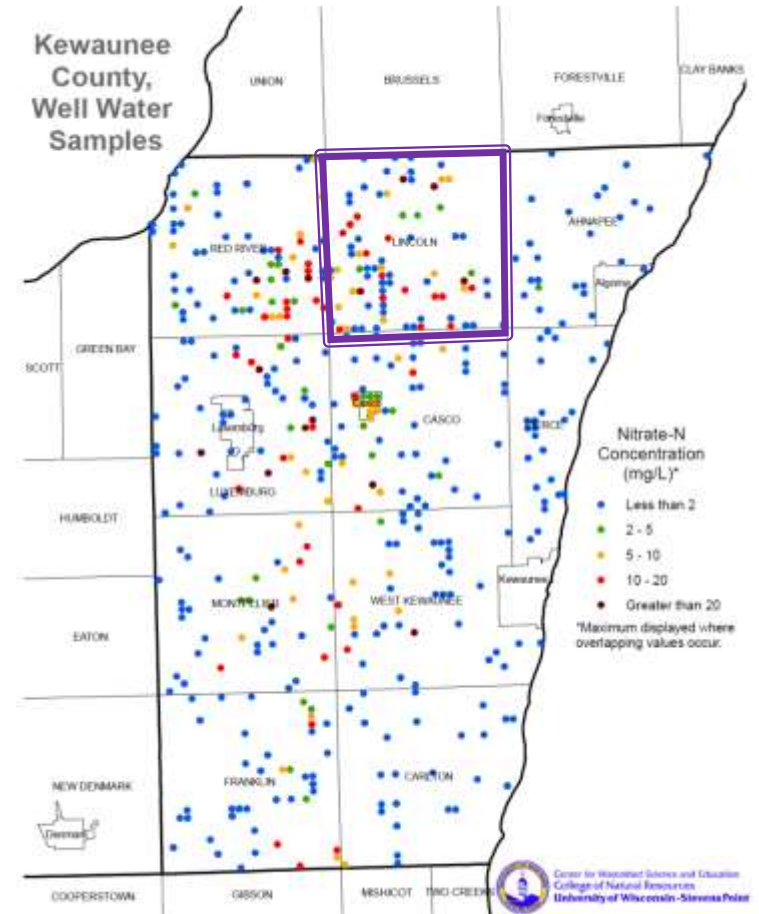 Kewaunee
County,
Well Water
Samples
UNION
BRUSSELS
FORESTVILLE
CLAY BANKS
Forestville
RED RIVER
LINCOLN
AHNAPEE
Algoma
SCOTT
GREEN BAY
Luxemburg
CASCO
LUXEMBURG
HUMBOLDT
Nitrate-N
Concentration
(mg/L)*
Less than 2
2 - 5
5 - 10
10 - 20
Greater than 20
*Maximum displayed where
overlapping values occur.
Kewaunee
EATON
MONTPELIER
WEST KEWAUNEE
NEW DENMARK
Denmark
FRANKLIN
CARLTON
COOPERSTOWN
GIBSON
MISHICOT
TWO CREEKS
Center for Watershed Science and Education
College of Natural Resources
University of Wisconsin - Stevens Point